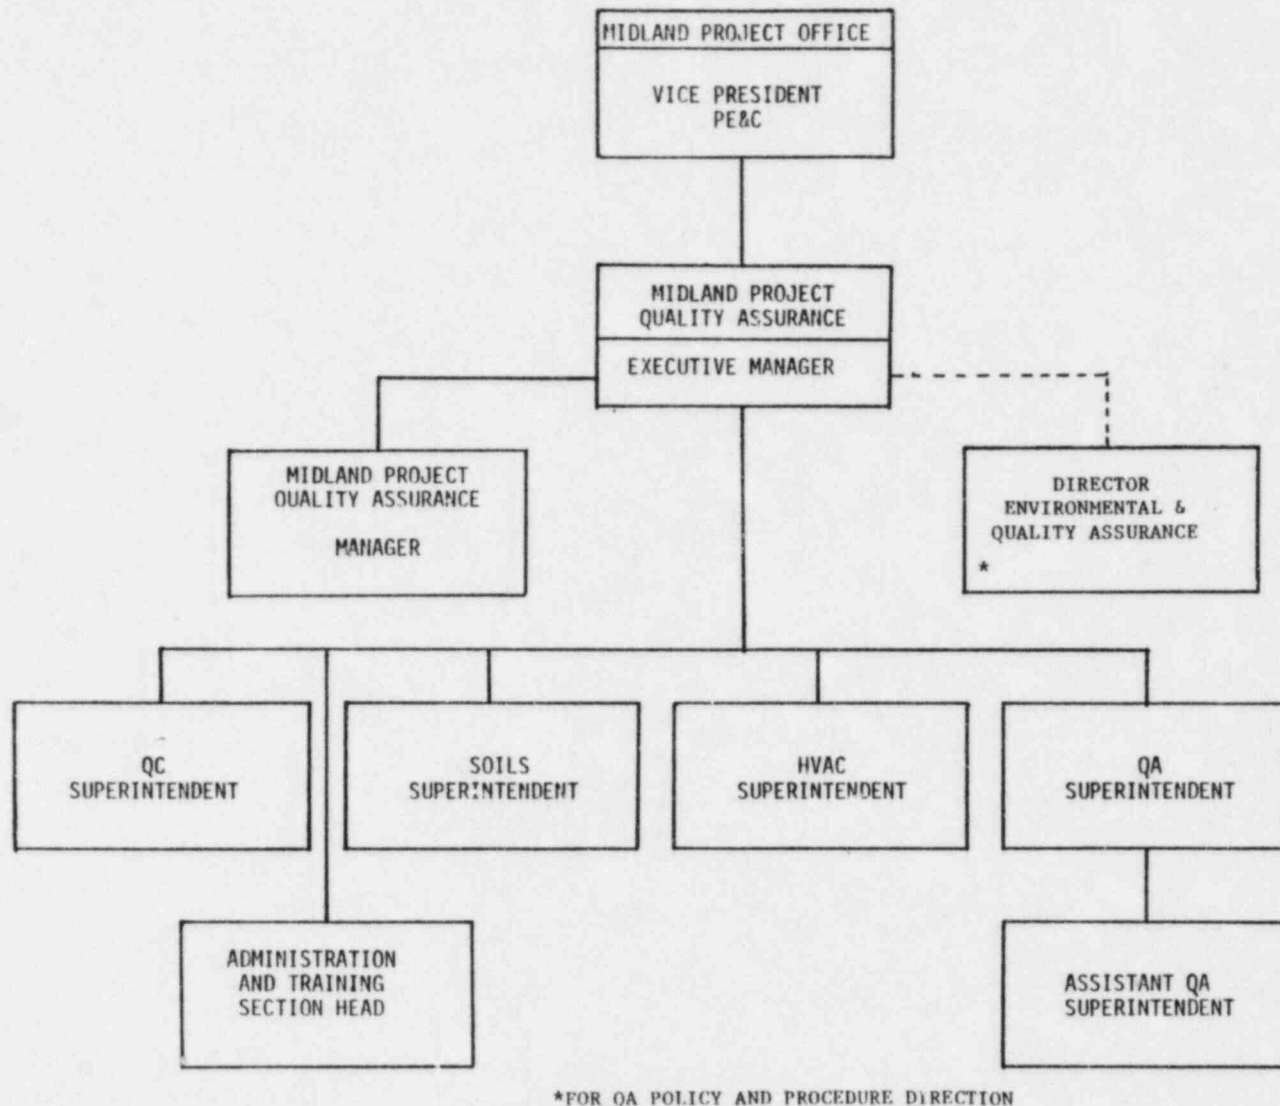 MIDLAND PROJECT OFFICE
VICE PRESIDENT
PE&C
MIDLAND PROJECT
QUALITY ASSURANCE
EXECUTIVE MANAGER
MIDLAND PROJECT
QUALITY ASSURANCE
MANAGER
DIRECTOR
ENVIRONMENTAL &
QUALITY ASSURANCE
*
QC
SUPERINTENDENT
SOILS
SUPERINTENDENT
HVAC
SUPERINTENDENT
QA
SUPERINTENDENT
ADMINISTRATION
AND TRAINING
SECTION HEAD
ASSISTANT QA
SUPERINTENDENT
*FOR QA POLICY AND PROCEDURE DIRECTION